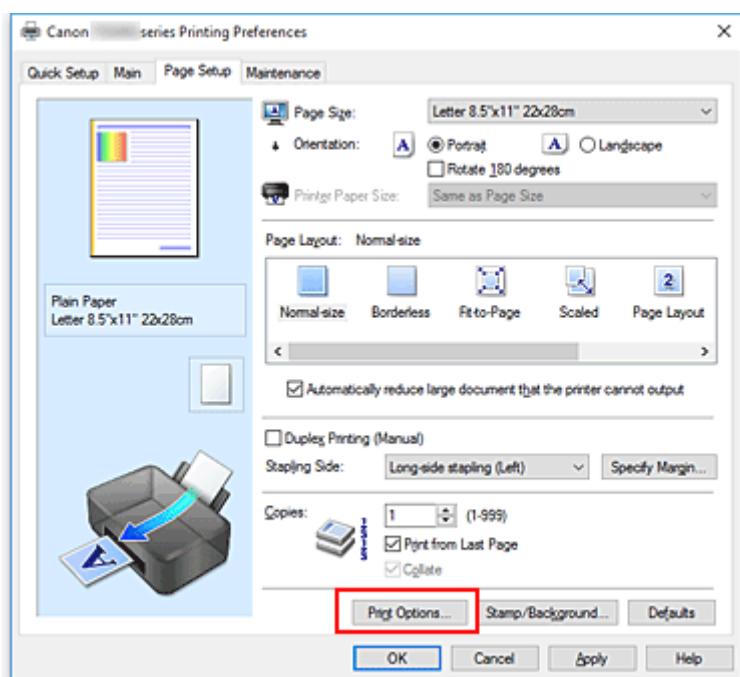 Canon series Printing Preferences
Quick Setup Main Page Setup Maintenance
Page Size: Letter 8.5"x11" 22x28cm
Orientation: A Portrait A Landscape
Rotate 180 degrees
Printer Paper Size: Same as Page Size
Page Layout: Normal-size
2
Normal-size Borderless Fit-to-Page Scaled Page Layout
Plain Paper
Letter 8.5"x11" 22x28cm
Automatically reduce large document that the printer cannot output
Duplex Printing (Manual)
Stapling Side: Long-side stapling (Left) Specify Margin...
Copies: 1 (1-999)
Print from Last Page
Collate
A
Print Options... Stamp/Background... Defaults
OK Cancel Apply Help